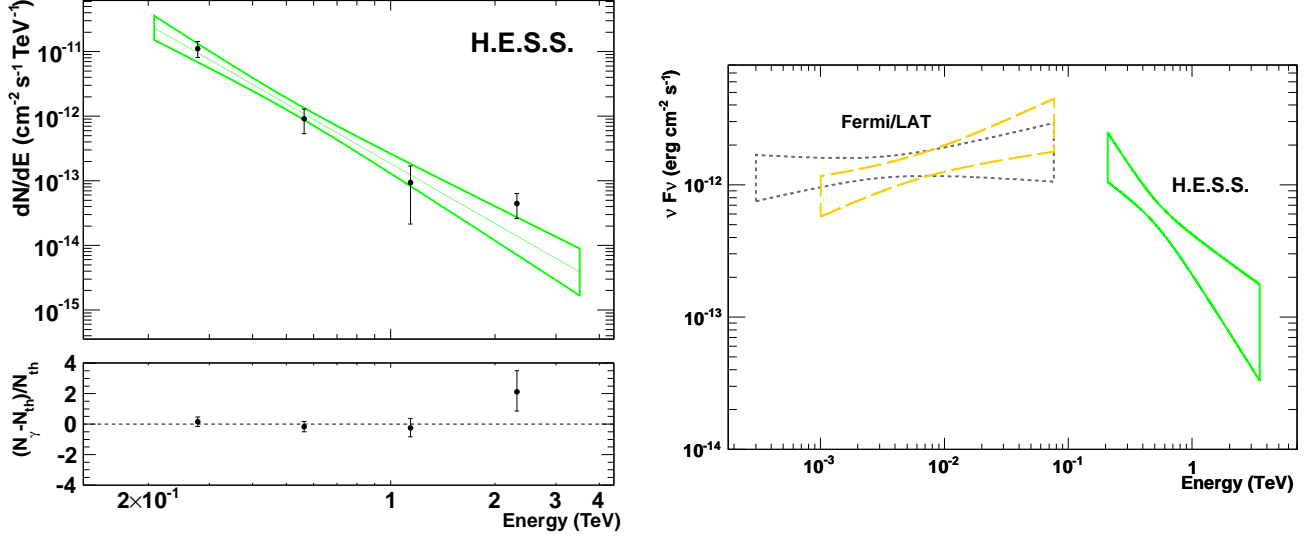 dN/dE (cm⁻² s⁻¹ TeV⁻¹)
H.E.S.S.
10⁻¹¹
10⁻¹²
10⁻¹³
10⁻¹⁴
10⁻¹⁵
(N_γ -N_th)/N_th
4
2
0
-2
-4
2×10⁻¹ 1 2 3 4
Energy (TeV)
ν Fν (erg cm⁻² s⁻¹)
Fermi/LAT
H.E.S.S.
10⁻¹²
10⁻¹³
10⁻¹⁴
10⁻³ 10⁻² 10⁻¹ 1
Energy (TeV)